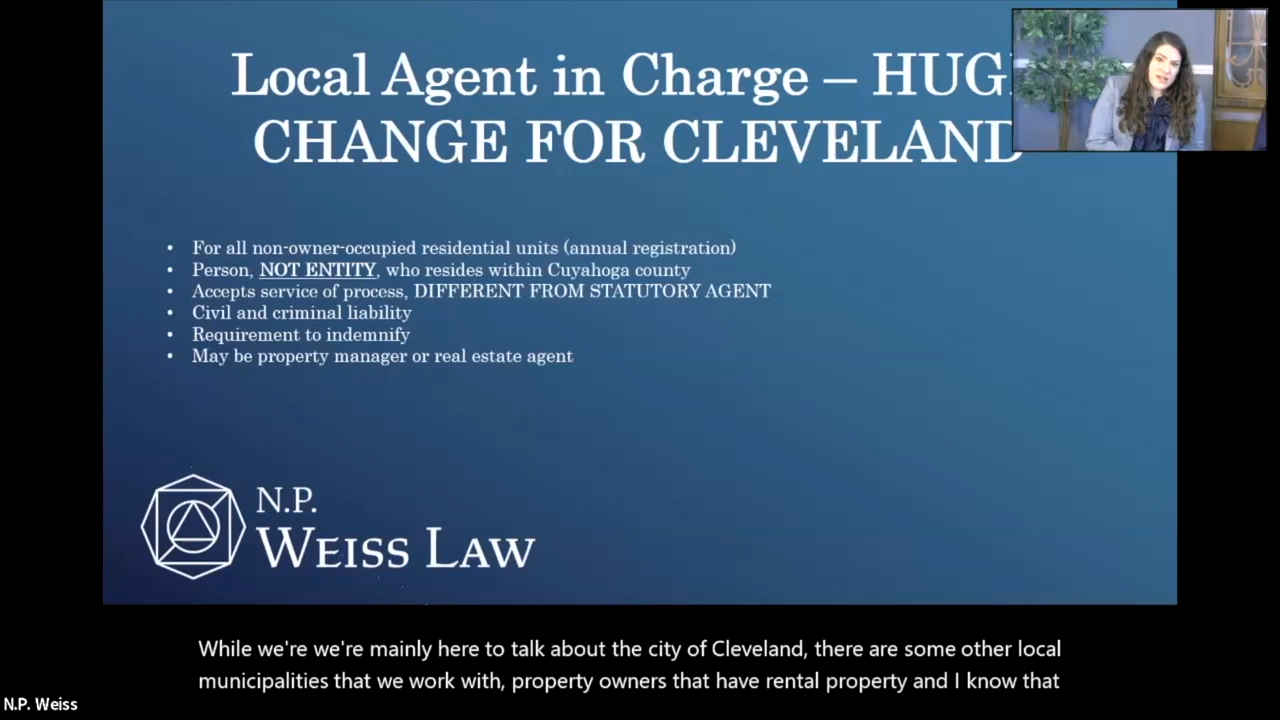 Local Agent in Charge – HUG
CHANGE FOR CLEVELAND
• For all non-owner-occupied residential units (annual registration)
• Person, NOT ENTITY, who resides within Cuyahoga county
• Accepts service of process, DIFFERENT FROM STATUTORY AGENT
• Civil and criminal liability
• Requirement to indemnify
• May be property manager or real estate agent
N.P.
WEISS LAW
While we're we're mainly here to talk about the city of Cleveland, there are some other local
municipalities that we work with, property owners that have rental property and I know that
N.P. Weiss